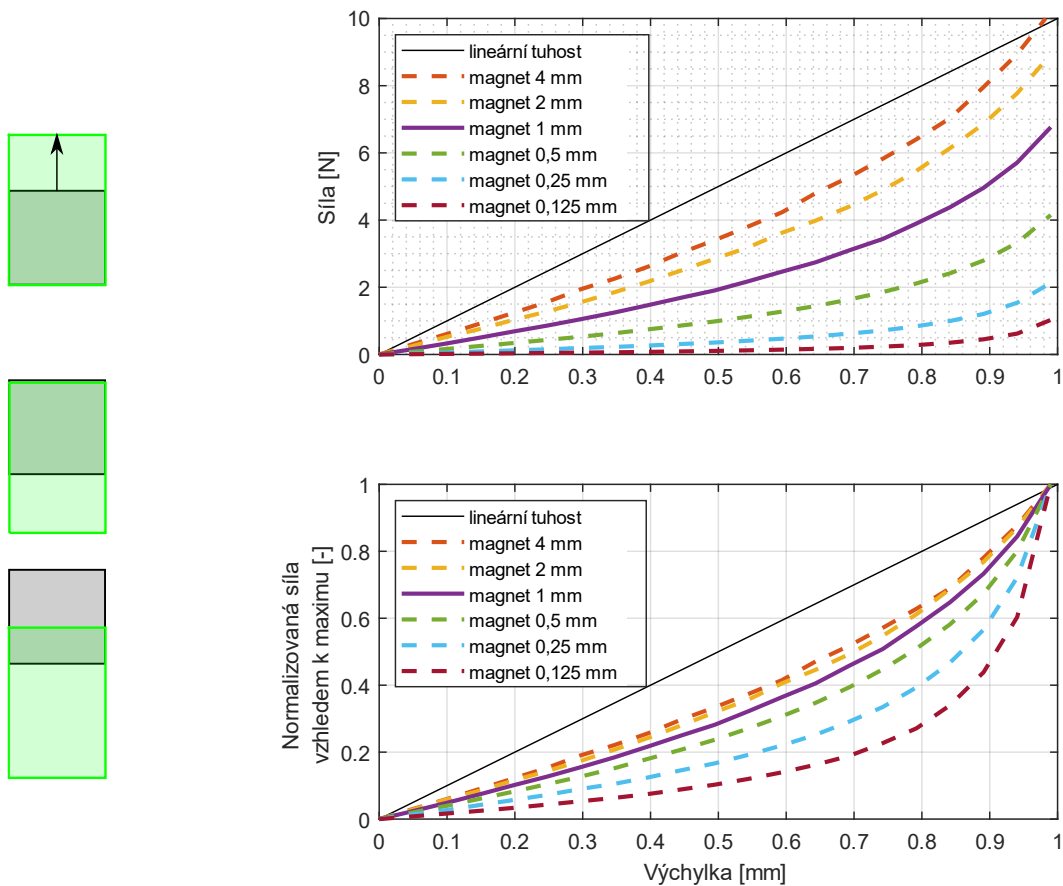 10
8
6
4
2
0
Síla [N]
lineární tuhost
magnet 4 mm
magnet 2 mm
magnet 1 mm
magnet 0,5 mm
magnet 0,25 mm
magnet 0,125 mm
0 0.1 0.2 0.3 0.4 0.5 0.6 0.7 0.8 0.9 1
1
0.8
0.6
0.4
0.2
0
Normalizovaná síla
vzhledem k maximu [-]
lineární tuhost
magnet 4 mm
magnet 2 mm
magnet 1 mm
magnet 0,5 mm
magnet 0,25 mm
magnet 0,125 mm
0 0.1 0.2 0.3 0.4 0.5 0.6 0.7 0.8 0.9 1
Výchylka [mm]